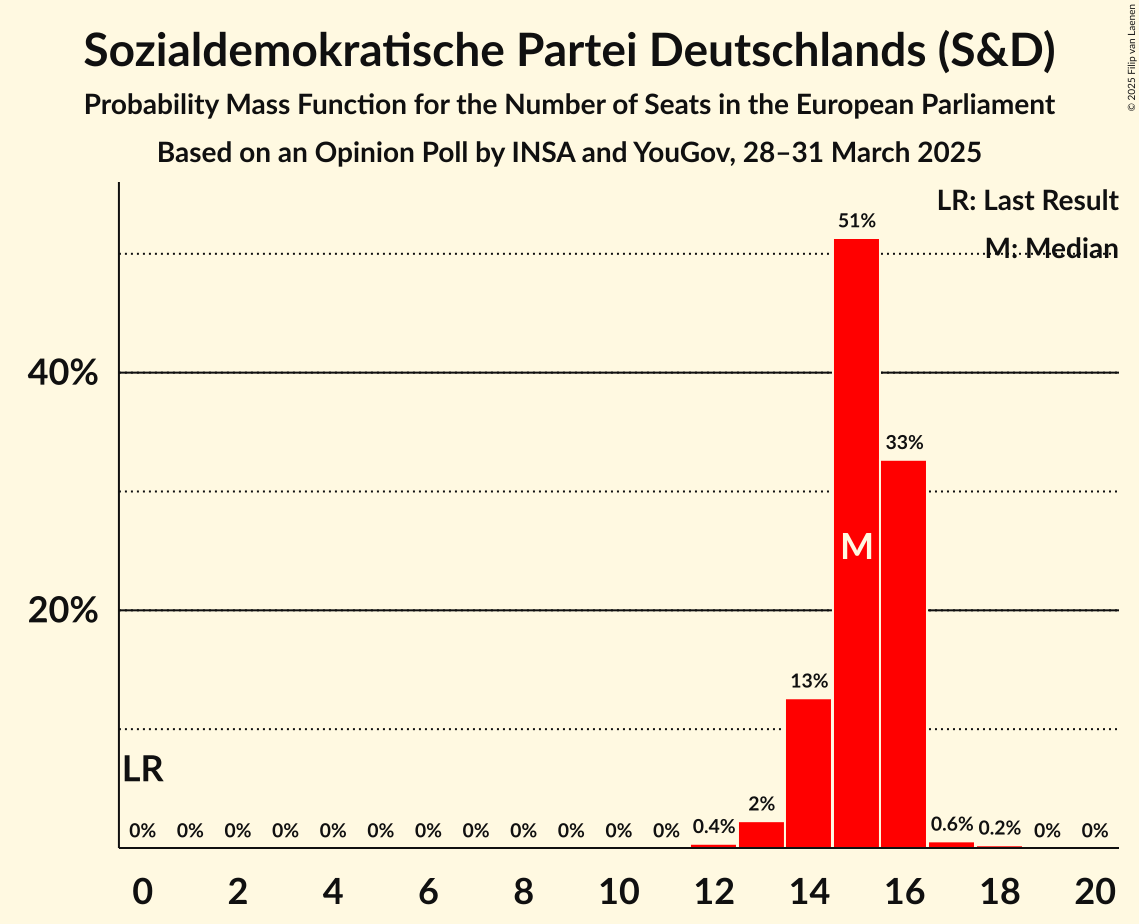 Sozialdemokratische Partei Deutschlands (S&D)
Probability Mass Function for the Number of Seats in the European Parliament
Based on an Opinion Poll by INSA and YouGov, 28–31 March 2025
© 2025 Filip van Laenen
LR: Last Result
M: Median
51%
40%
33%
M
20%
13%
LR
2%
0% 0% 0% 0% 0% 0% 0% 0% 0% 0% 0% 0% 0.4% 0.6% 0.2% 0% 0%
0 2 4 6 8 10 12 14 16 18 20